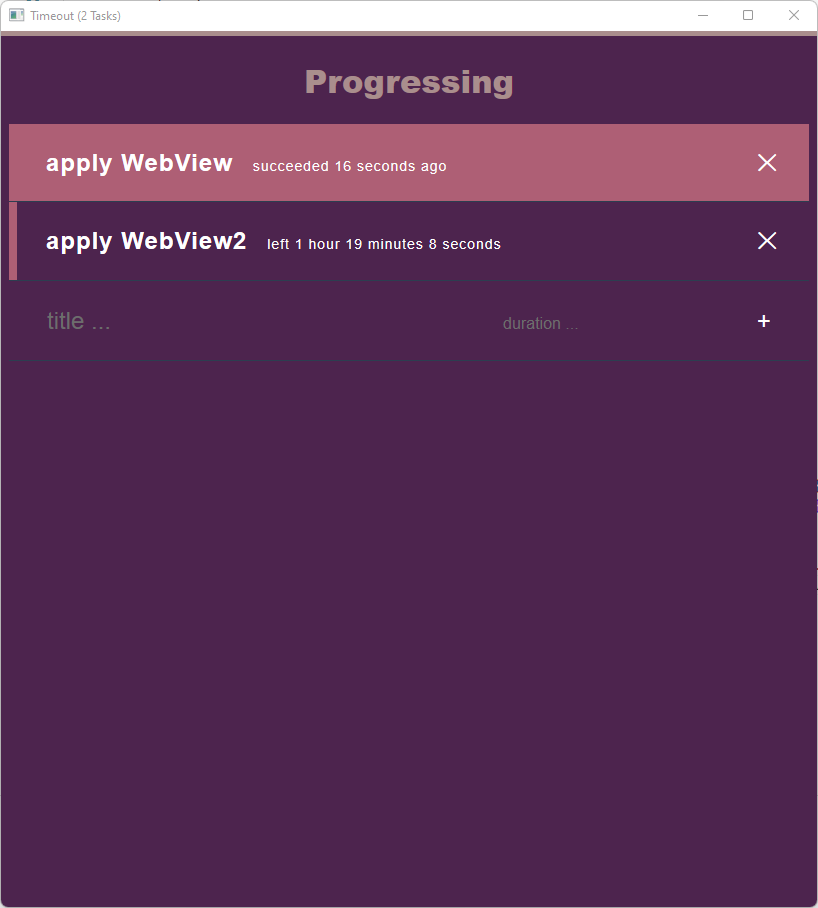 Timeout (2 Tasks)
Progressing
apply WebView succeeded 16 seconds ago
apply WebView2 left 1 hour 19 minutes 8 seconds
title ... duration ... +